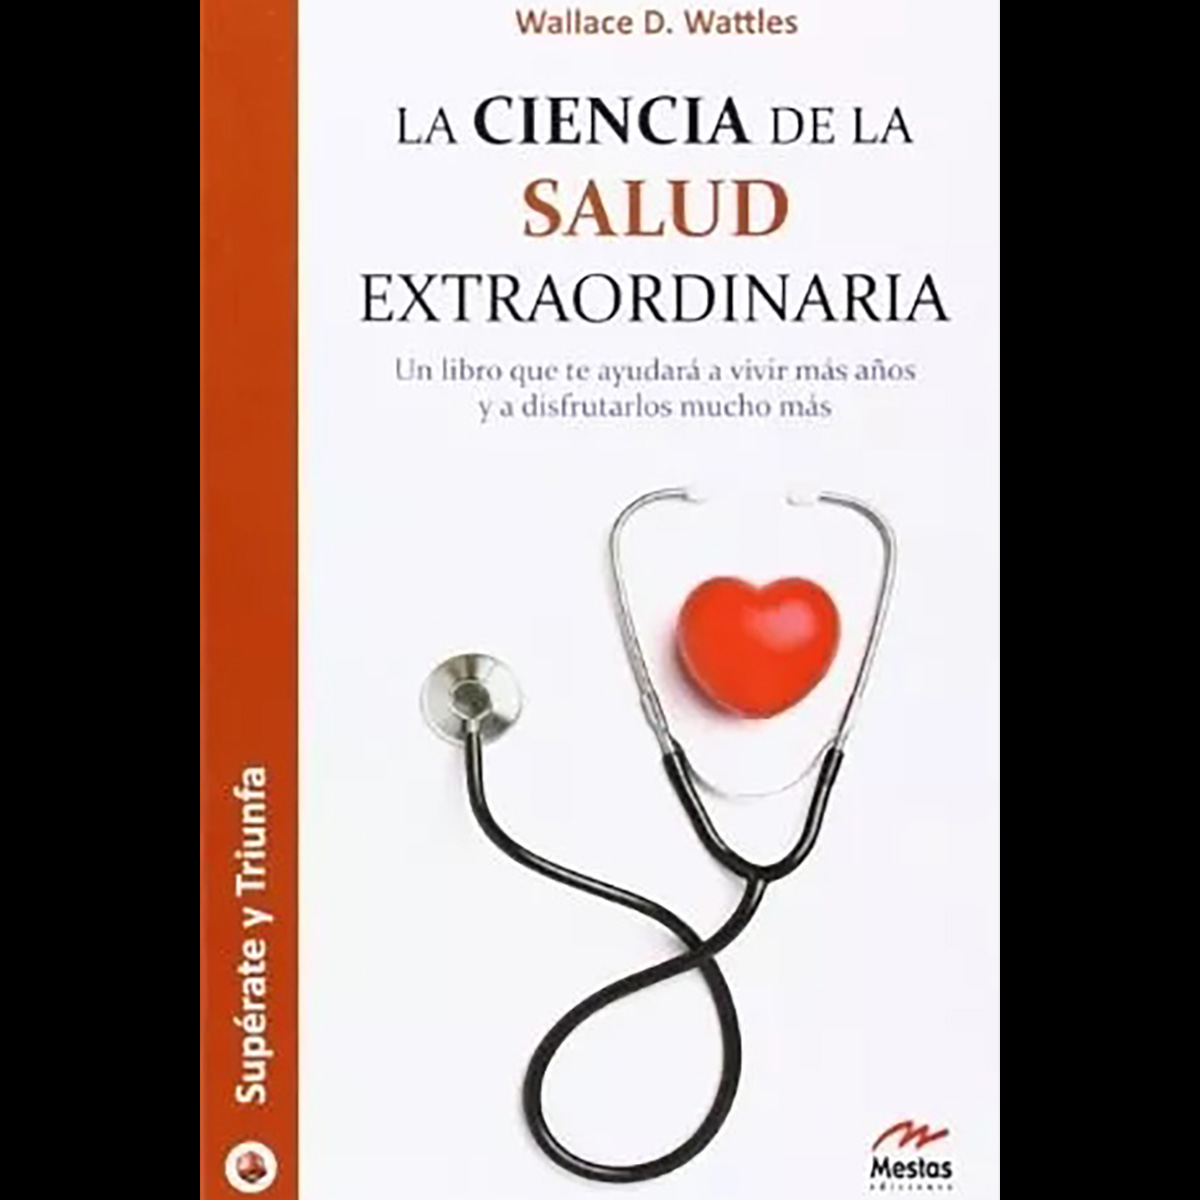 Wallace D. Wattles
LA CIENCIA DE LA
SALUD
EXTRAORDINARIA
Un libro que te ayudará a vivir más años
y a disfrutarlos mucho más
Supérate y Triunfa
Mestas
ediciones